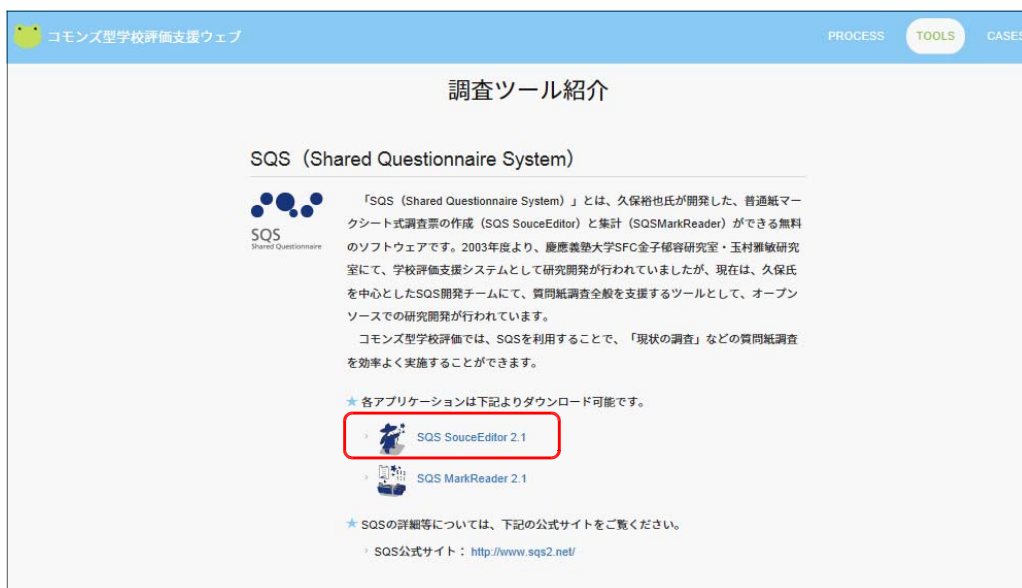 コモンズ型学校評価支援ウェブ
PROCESS
TOOLS
CASES
調査ツール紹介
SQS（Shared Questionnaire System）
SQS
Shared Questionnaire
「SQS（Shared Questionnaire System）」とは、久保裕也氏が開発した、普通紙マー
クシート式調査票の作成（SQS SouceEditor）と集計（SQSMarkReader）ができる無料
のソフトウェアです。2003年度より、慶應義塾大学SFC金子郁容研究室・玉村雅敏研究
室にて、学校評価支援システムとして研究開発が行われていましたが、現在は、久保氏
を中心としたSQS開発チームにて、質問紙調査全般を支援するツールとして、オープン
ソースでの研究開発が行われています。
コモンズ型学校評価では、SQSを利用することで、「現状の調査」などの質問紙調査
を効率よく実施することができます。
★ 各アプリケーションは下記よりダウンロード可能です。
SQS SouceEditor 2.1
SQS MarkReader 2.1
★ SQSの詳細等については、下記の公式サイトをご覧ください。
SQS公式サイト： http://www.sqs2.net/